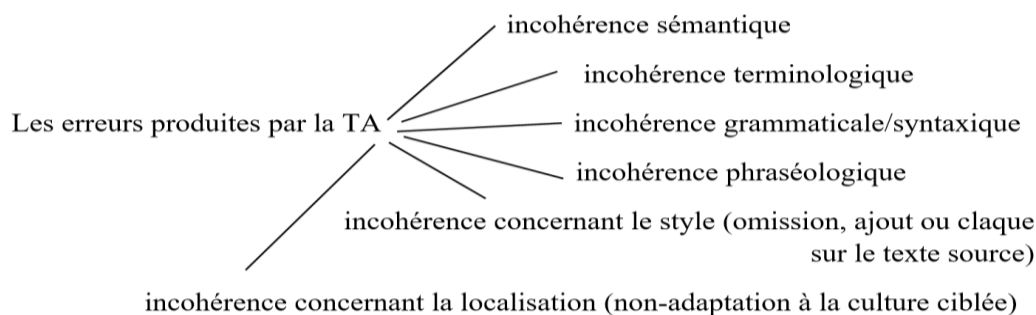 incohérence sémantique
incohérence terminologique
Les erreurs produites par la TA
incohérence grammaticale/syntaxique
incohérence phraséologique
incohérence concernant le style (omission, ajout ou claque
sur le texte source)
incohérence concernant la localisation (non-adaptation à la culture ciblée)